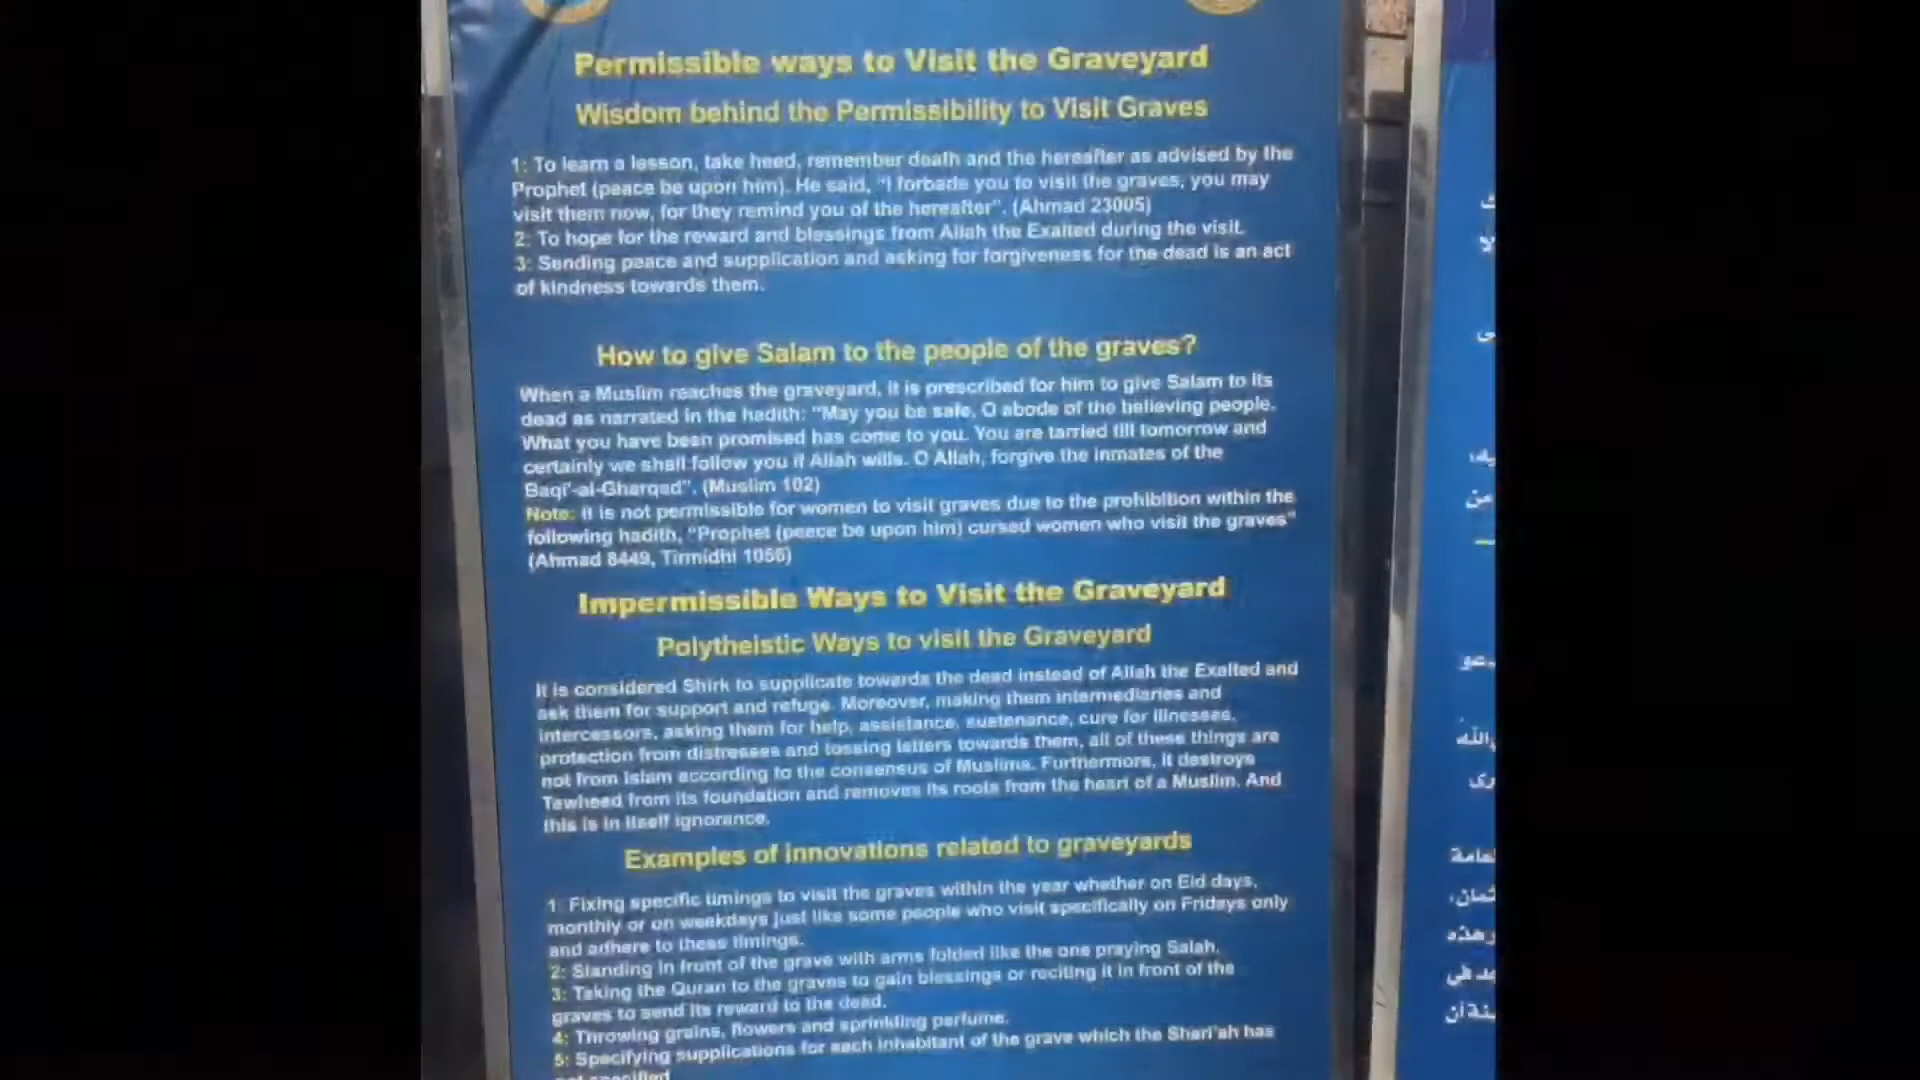 Permissible ways to Visit the Graveyard
Wisdom behind the Permissibility to Visit Graves
1: To learn a lesson, take heed, remember death and the hereafter as advised by the
Prophet (peace be upon him). He said, "I forbade you to visit the graves, you may
visit them now, for they remind you of the hereafter". (Ahmad 23005)
2: To hope for the reward and blessings from Allah the Exalted during the visit.
3: Sending peace and supplication and asking for forgiveness for the dead is an act
of kindness towards them.
How to give Salam to the people of the graves?
When a Muslim reaches the graveyard, it is prescribed for him to give Salam to its
dead as narrated in the hadith: "May you be safe, O abode of the believing people.
What you have been promised has come to you. You are tarried till tomorrow and
certainly we shall follow you if Allah wills. O Allah, forgive the inmates of the
Baqi'-al-Gharqad". (Muslim 102)
Note: it is not permissible for women to visit graves due to the prohibition within the
following hadith, "Prophet (peace be upon him) cursed women who visit the graves"
(Ahmad 8449, Tirmidhi 1056)
Impermissible Ways to Visit the Graveyard
Polytheistic Ways to visit the Graveyard
It is considered Shirk to supplicate towards the dead instead of Allah the Exalted and
ask them for support and refuge. Moreover, making them intermediaries and
intercessors, asking them for help, assistance, sustenance, cure for illnesses,
protection from distresses and tossing letters towards them, all of these things are
not from Islam according to the consensus of Muslims. Furthermore, it destroys
Tawheed from its foundation and removes its roots from the heart of a Muslim. And
this is in itself ignorance.
Examples of innovations related to graveyards
1: Fixing specific timings to visit the graves within the year whether on Eid days,
monthly or on weekdays just like some people who visit specifically on Fridays only
and adhere to these timings.
2: Standing in front of the grave with arms folded like the one praying Salah.
3: Taking the Quran to the graves to gain blessings or reciting it in front of the
graves to send its reward to the dead.
4: Throwing grains, flowers and sprinkling perfume.
5: Specifying supplications for each inhabitant of the grave which the Shari'ah has
من